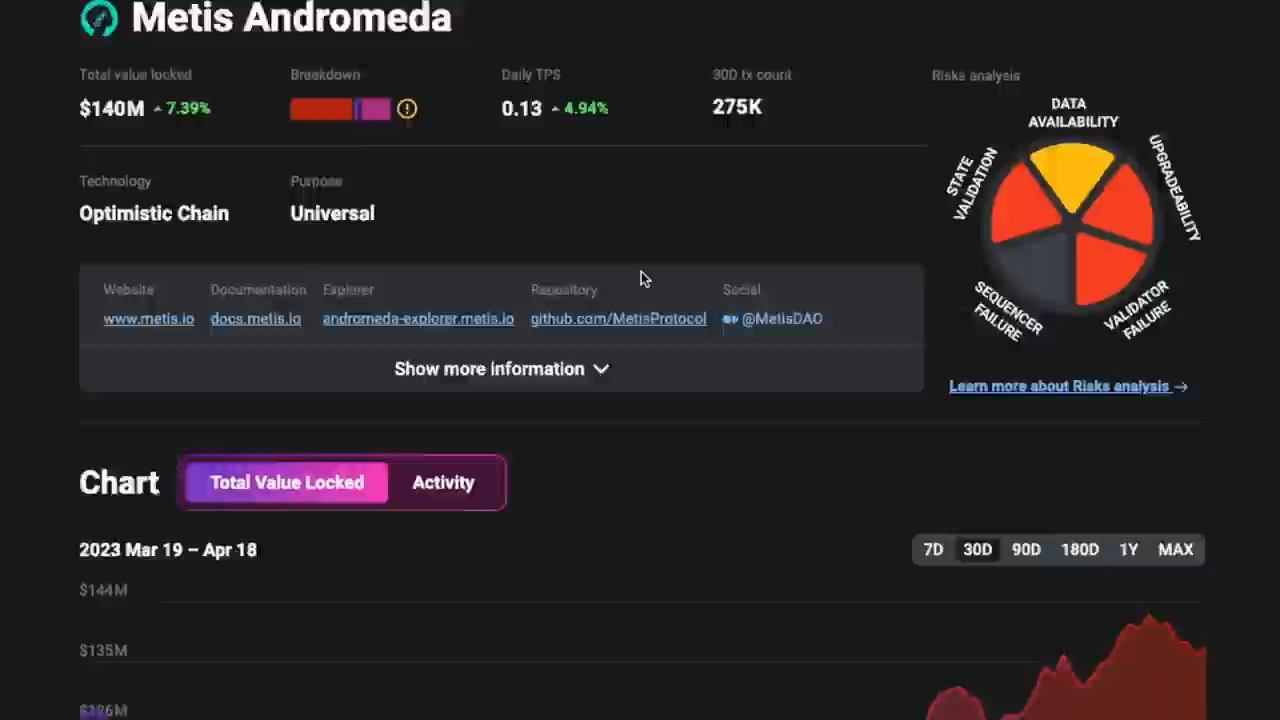 Metis Andromeda
Total value locked
$140M 7.39%
Breakdown
Daily TPS
0.13 4.94%
30D tx count
275K
Risks analysis
DATA
AVAILABILITY
UPGRADEABILITY
VALIDATOR
FAILURE
SEQUENCER
FAILURE
STATE
VALIDATION
Technology
Optimistic Chain
Purpose
Universal
Website
www.metis.io
Documentation
docs.metis.io
Explorer
andromeda-explorer.metis.io
Repository
github.com/MetisProtocol
Social
@MetisDAO
Show more information
Learn more about Risks analysis →
Chart
Total Value Locked
Activity
2023 Mar 19 – Apr 18
7D 30D 90D 180D 1Y MAX
$144M
$135M
$126M